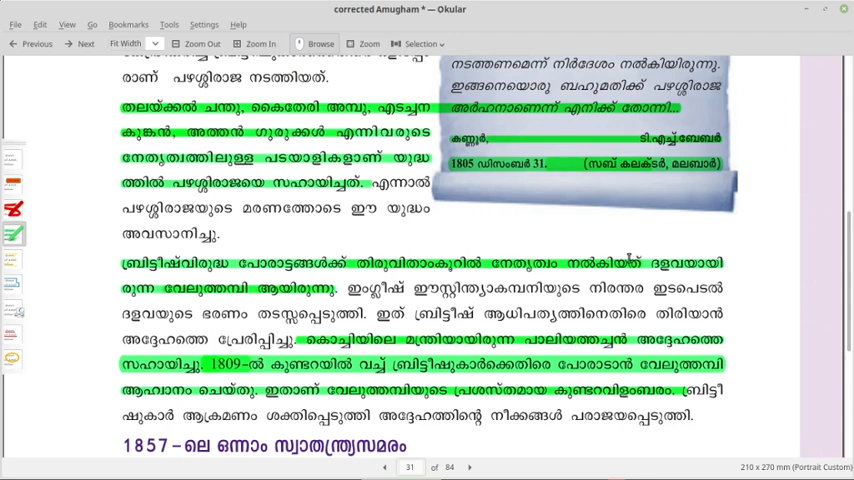 corrected Amugham * — Okular
File Edit View Go Bookmarks Tools Settings Help
Previous Next Fit Width Zoom Out Zoom In Browse Zoom Selection
രാണ് പഴശ്ശിരാജ നടത്തിയത്.
തലയ്ക്കൽ ചന്തു, കൈതേരി അമ്പു, എടച്ചന
കുങ്കൻ, അത്തൻ ഗുരുക്കൾ എന്നിവരുടെ
നേതൃത്വത്തിലുള്ള പടയാളികളാണ് യുദ്ധ
ത്തിൽ പഴശ്ശിരാജയെ സഹായിച്ചത്. എന്നാൽ
പഴശ്ശിരാജയുടെ മരണത്തോടെ ഈ യുദ്ധം
അവസാനിച്ചു.
നടത്തണമെന്ന് നിർദേശം നൽകിയിരുന്നു.
ഇങ്ങനെയൊരു ബഹുമതിക്ക് പഴശ്ശിരാജ
അർഹനാണെന്ന് എനിക്ക് തോന്നി...
കണ്ണൂർ, ടി.എച്ച്.ബേബർ
1805 ഡിസംബർ 31. (സബ് കലക്ടർ, മലബാർ)
ബ്രിട്ടീഷ്‌വിരുദ്ധ പോരാട്ടങ്ങൾക്ക് തിരുവിതാംകൂറിൽ നേതൃത്വം നൽകിയത് ദളവയായി
രുന്ന വേലുത്തമ്പി ആയിരുന്നു. ഇംഗ്ലീഷ് ഈസ്റ്റിന്ത്യാകമ്പനിയുടെ നിരന്തര ഇടപെടൽ
ദളവയുടെ ഭരണം തടസ്സപ്പെടുത്തി. ഇത് ബ്രിട്ടീഷ് ആധിപത്യത്തിനെതിരെ തിരിയാൻ
അദ്ദേഹത്തെ പ്രേരിപ്പിച്ചു. കൊച്ചിയിലെ മന്ത്രിയായിരുന്ന പാലിയത്തച്ചൻ അദ്ദേഹത്തെ
സഹായിച്ചു. 1809-ൽ കുണ്ടറയിൽ വച്ച് ബ്രിട്ടീഷുകാർക്കെതിരെ പോരാടാൻ വേലുത്തമ്പി
ആഹ്വാനം ചെയ്തു. ഇതാണ് വേലുത്തമ്പിയുടെ പ്രശസ്തമായ കുണ്ടറവിളംബരം. ബ്രിട്ടീ
ഷുകാർ ആക്രമണം ശക്തിപ്പെടുത്തി അദ്ദേഹത്തിന്റെ നീക്കങ്ങൾ പരാജയപ്പെടുത്തി.
1857-ലെ ഒന്നാം സ്വാതന്ത്ര്യസമരം
31 of 84
210 x 270 mm (Portrait Custom)